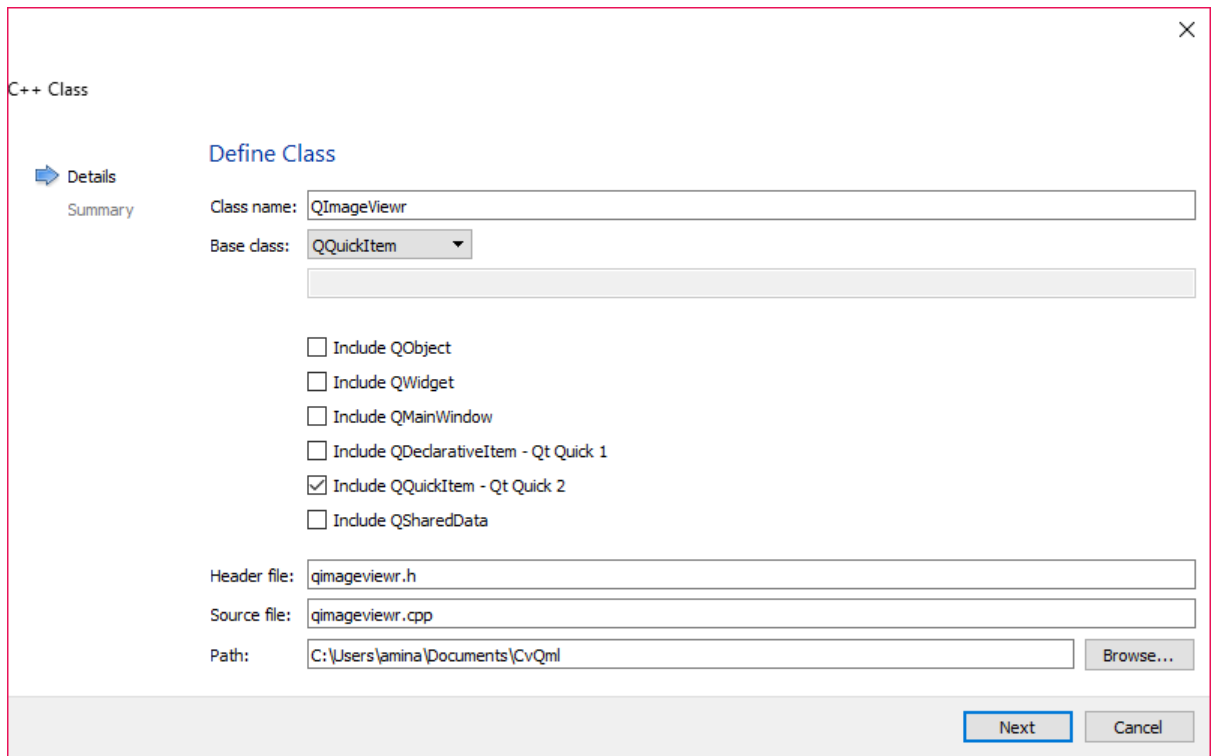 C++ Class
Define Class
Details
Summary
Class name: QImageViewr
Base class: QQuickItem
Include QObject
Include QWidget
Include QMainWindow
Include QDeclarativeItem - Qt Quick 1
Include QQuickItem - Qt Quick 2
Include QSharedData
Header file: qimageviewr.h
Source file: qimageviewr.cpp
Path: C:\Users\amina\Documents\CvQml Browse...
Next Cancel